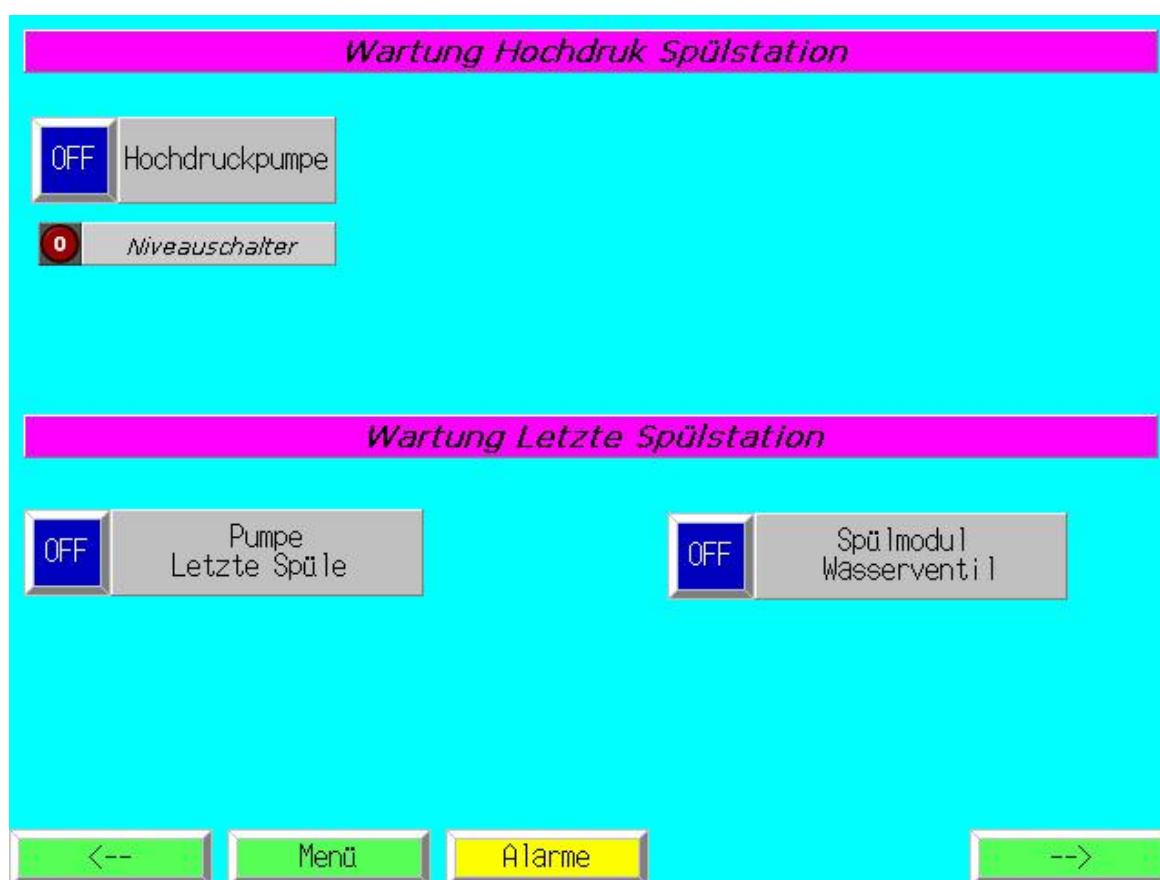 Wartung Hochdruk Spülstation
OFF Hochdruckpumpe
0 Niveauschalter
Wartung Letzte Spülstation
OFF Pumpe
Letzte Spüle
OFF Spülmodul
Wasserventil
<-- Menü Alarme -->